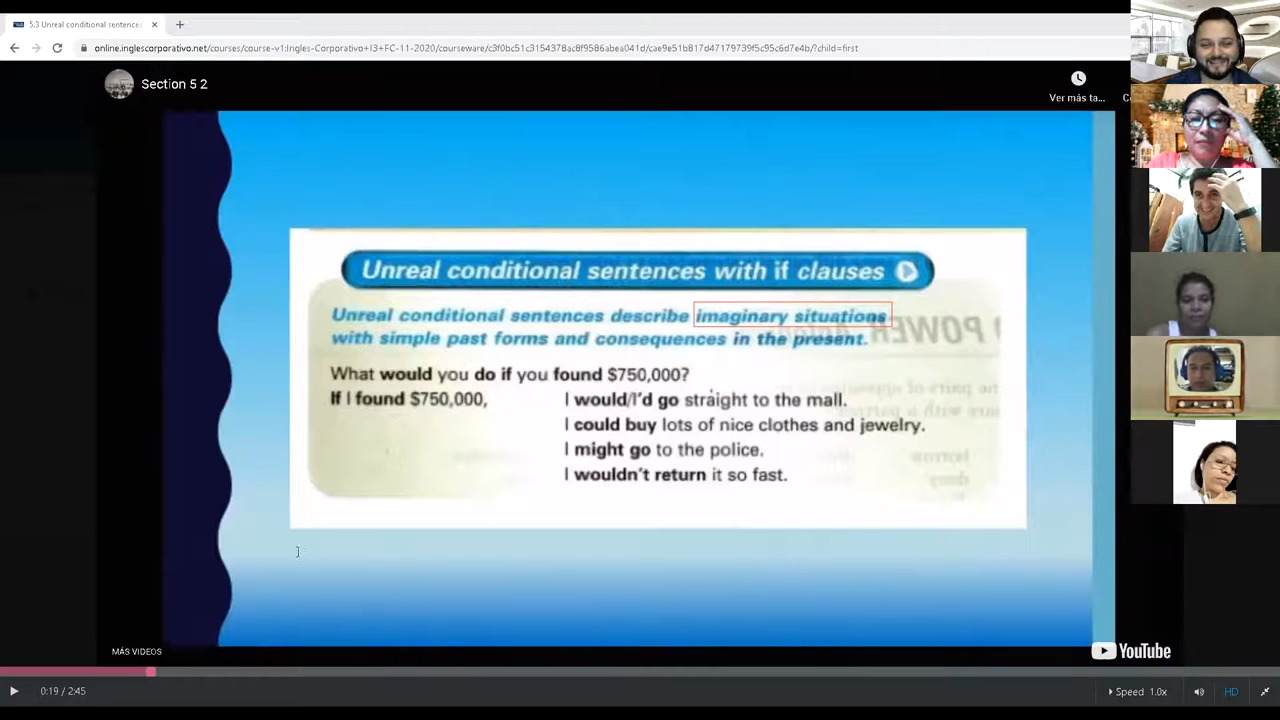 5.3 Unreal conditional sentences
online.inglescorporativo.net/courses/course-v1:Ingles-Corporativo+I3+FC-11-2020/courseware/c3f0bc51c3154378ac8f9586abea041d/cae9e51b817d47179739f5c95c6d7e4b/?child=first
Section 5 2
Ver más ta...
Unreal conditional sentences with if clauses
Unreal conditional sentences describe imaginary situations
with simple past forms and consequences in the present.
What would you do if you found $750,000?
If I found $750,000, I would/I'd go straight to the mall.
I could buy lots of nice clothes and jewelry.
I might go to the police.
I wouldn't return it so fast.
MÁS VIDEOS
YouTube
0:19 / 2:45
Speed 1.0x
HD